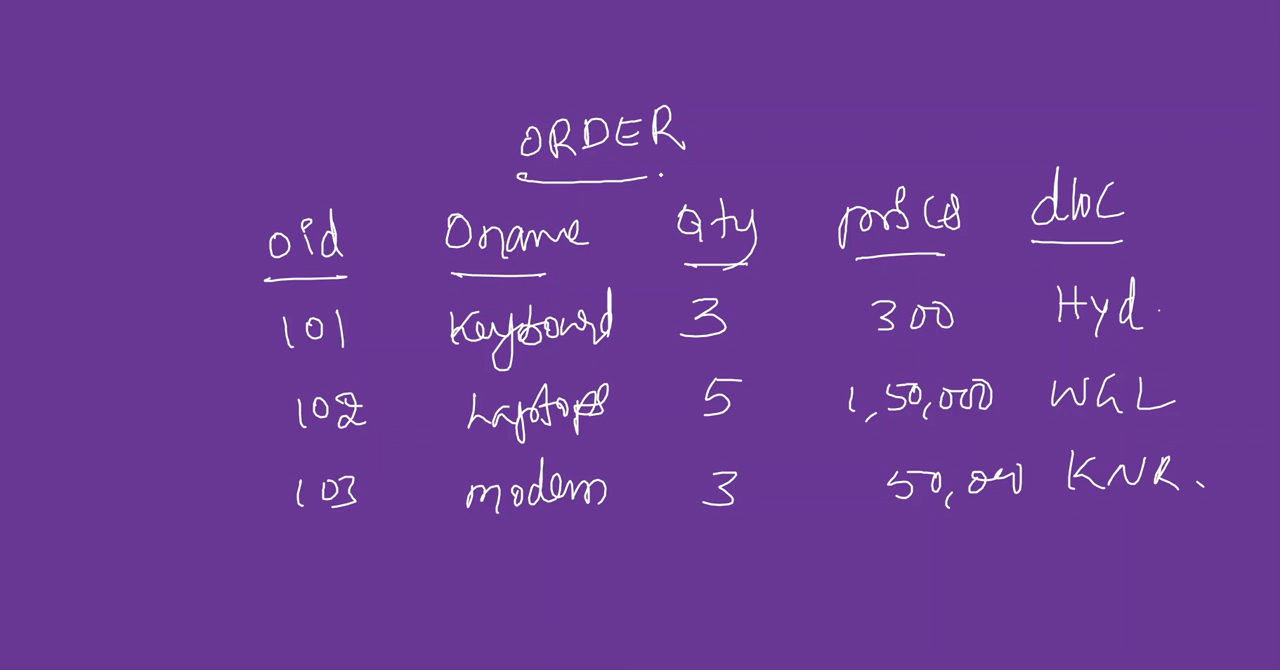 ORDER
oid Oname Qty price dloc
101 Keyboard 3 300 Hyd.
102 Laptops 5 1,50,000 WGL
103 modems 3 50,000 KNR.